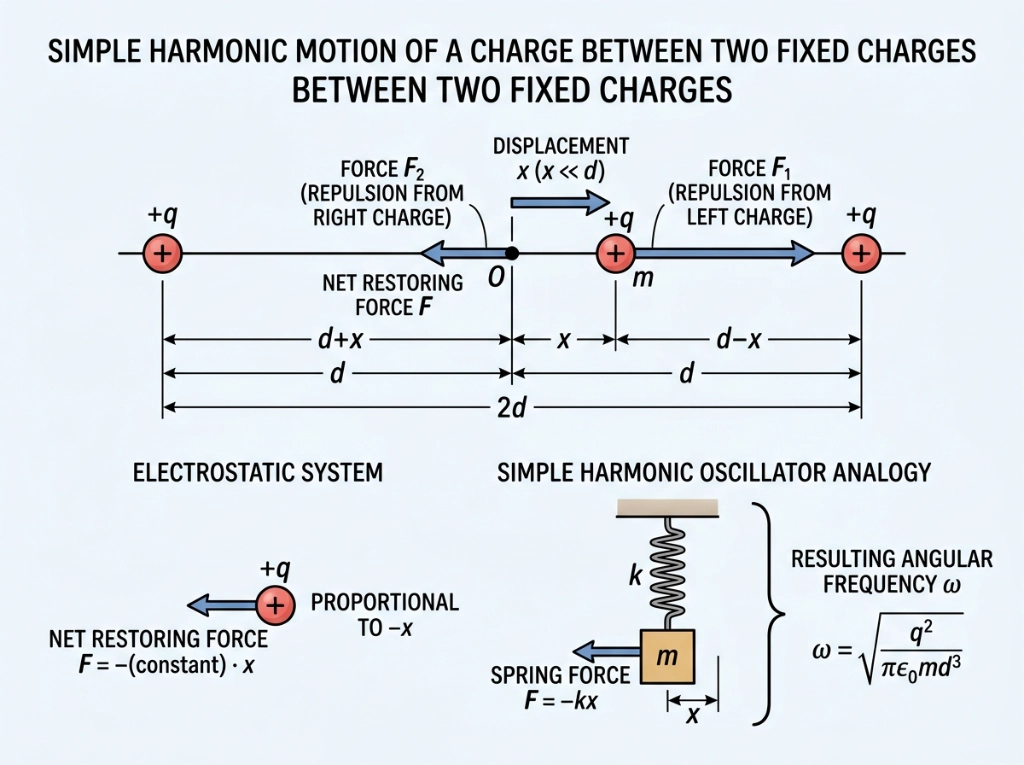 SIMPLE HARMONIC MOTION OF A CHARGE BETWEEN TWO FIXED CHARGES
BETWEEN TWO FIXED CHARGES
DISPLACEMENT
x (x << d)
FORCE F₂
(REPULSION FROM
RIGHT CHARGE)
FORCE F₁
(REPULSION FROM
LEFT CHARGE)
+q
+q
+q
+
+
+
O
m
NET RESTORING
FORCE F
d+x
x
d−x
d
d
2d
ELECTROSTATIC SYSTEM
SIMPLE HARMONIC OSCILLATOR ANALOGY
+q
+
PROPORTIONAL
TO −x
NET RESTORING FORCE
F = −(constant) · x
k
m
SPRING FORCE
F = −kx
x
RESULTING ANGULAR
FREQUENCY ω
ω = √(q²/πϵ₀md³)